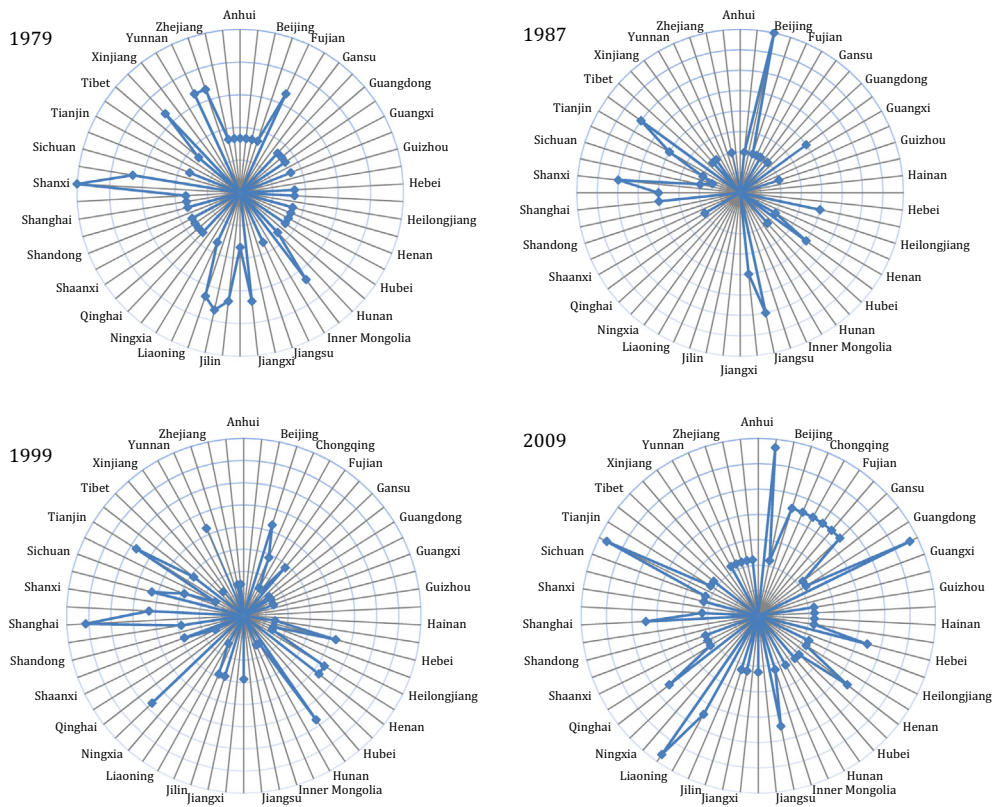 1979
Anhui
Beijing
Fujian
Gansu
Guangdong
Guangxi
Guizhou
Hebei
Heilongjiang
Henan
Hubei
Hunan
Inner Mongolia
Jiangsu
Jiangxi
Jilin
Liaoning
Ningxia
Qinghai
Shaanxi
Shandong
Shanghai
Shanxi
Sichuan
Tianjin
Tibet
Xinjiang
Yunnan
Zhejiang
1987
Anhui
Beijing
Fujian
Gansu
Guangdong
Guangxi
Guizhou
Hainan
Hebei
Heilongjiang
Henan
Hubei
Hunan
Inner Mongolia
Jiangsu
Jiangxi
Jilin
Liaoning
Ningxia
Qinghai
Shaanxi
Shandong
Shanghai
Shanxi
Sichuan
Tianjin
Tibet
Xinjiang
Yunnan
Zhejiang
1999
Anhui
Beijing
Chongqing
Fujian
Gansu
Guangdong
Guangxi
Guizhou
Hainan
Hebei
Heilongjiang
Henan
Hubei
Hunan
Inner Mongolia
Jiangsu
Jiangxi
Jilin
Liaoning
Ningxia
Qinghai
Shaanxi
Shandong
Shanghai
Shanxi
Sichuan
Tianjin
Tibet
Xinjiang
Yunnan
Zhejiang
2009
Anhui
Beijing
Chongqing
Fujian
Gansu
Guangdong
Guangxi
Guizhou
Hainan
Hebei
Heilongjiang
Henan
Hubei
Hunan
Inner Mongolia
Jiangsu
Jiangxi
Jilin
Liaoning
Ningxia
Qinghai
Shaanxi
Shandong
Shanghai
Shanxi
Sichuan
Tianjin
Tibet
Xinjiang
Yunnan
Zhejiang